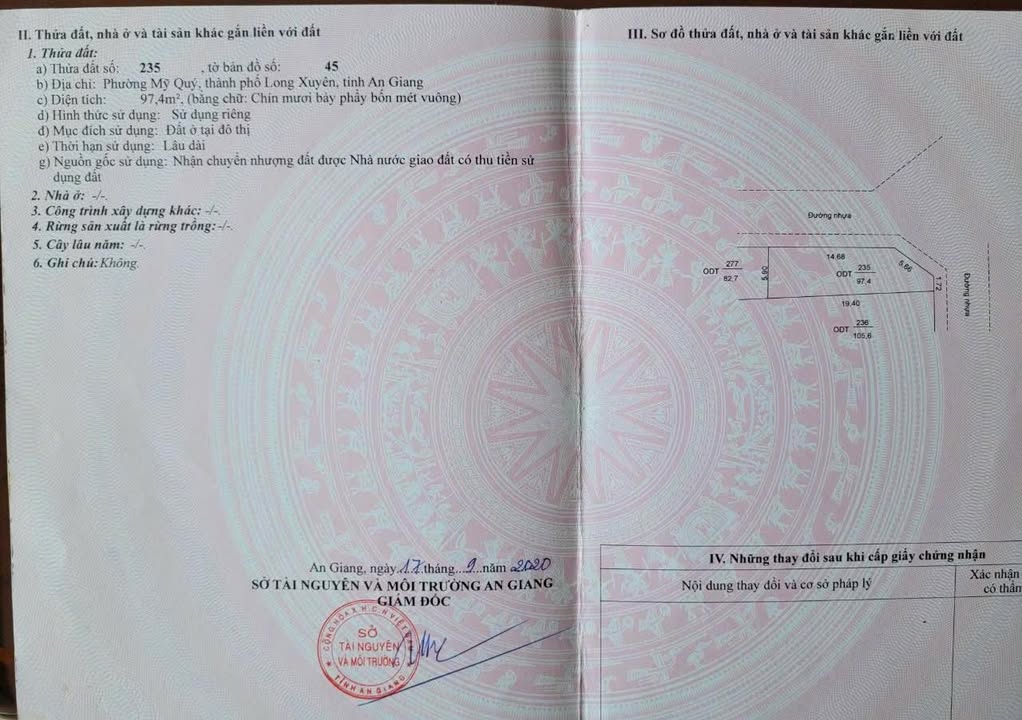 II. Thửa đất, nhà ở và tài sản khác gắn liền với đất
1. Thửa đất:
a) Thửa đất số: 235 , tờ bản đồ số: 45
b) Địa chỉ: Phường Mỹ Quý, thành phố Long Xuyên, tỉnh An Giang
c) Diện tích: 97,4m², (bằng chữ: Chín mươi bảy phẩy bốn mét vuông)
d) Hình thức sử dụng: Sử dụng riêng
đ) Mục đích sử dụng: Đất ở tại đô thị
e) Thời hạn sử dụng: Lâu dài
g) Nguồn gốc sử dụng: Nhận chuyển nhượng đất được Nhà nước giao đất có thu tiền sử
dụng đất
2. Nhà ở: -/-.
3. Công trình xây dựng khác: -/-.
4. Rừng sản xuất là rừng trồng: -/-.
5. Cây lâu năm: -/-.
6. Ghi chú: Không.
An Giang, ngày 17 tháng 9 năm 2020
SỞ TÀI NGUYÊN VÀ MÔI TRƯỜNG AN GIANG
GIÁM ĐỐC
CỘNG HÒA X.H.C.N VIỆT NAM
SỞ
TÀI NGUYÊN
VÀ MÔI TRƯỜNG
TỈNH AN GIANG
III. Sơ đồ thửa đất, nhà ở và tài sản khác gắn liền với đất
Đường nhựa
14.68
5.66
ODT 277
82.7
5.90
ODT 235
97.4
1.72
Đường nhựa
19.40
ODT 236
105.6
IV. Những thay đổi sau khi cấp giấy chứng nhận
Nội dung thay đổi và cơ sở pháp lý
Xác nhận
có thẩn